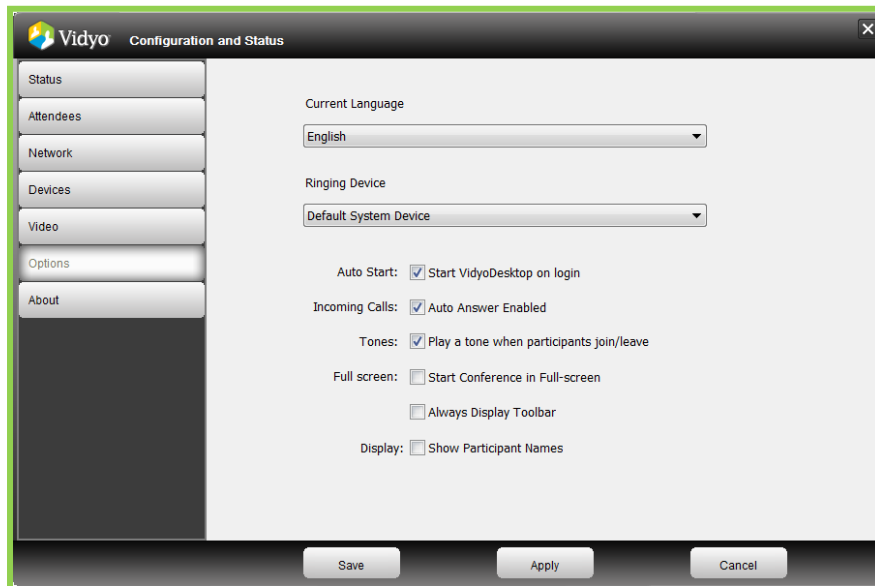 Vidyo Configuration and Status
Status
Attendees
Network
Devices
Video
Options
About
Current Language
English
Ringing Device
Default System Device
Auto Start: Start VidyoDesktop on login
Incoming Calls: Auto Answer Enabled
Tones: Play a tone when participants join/leave
Full screen: Start Conference in Full-screen
Always Display Toolbar
Display: Show Participant Names
Save Apply Cancel